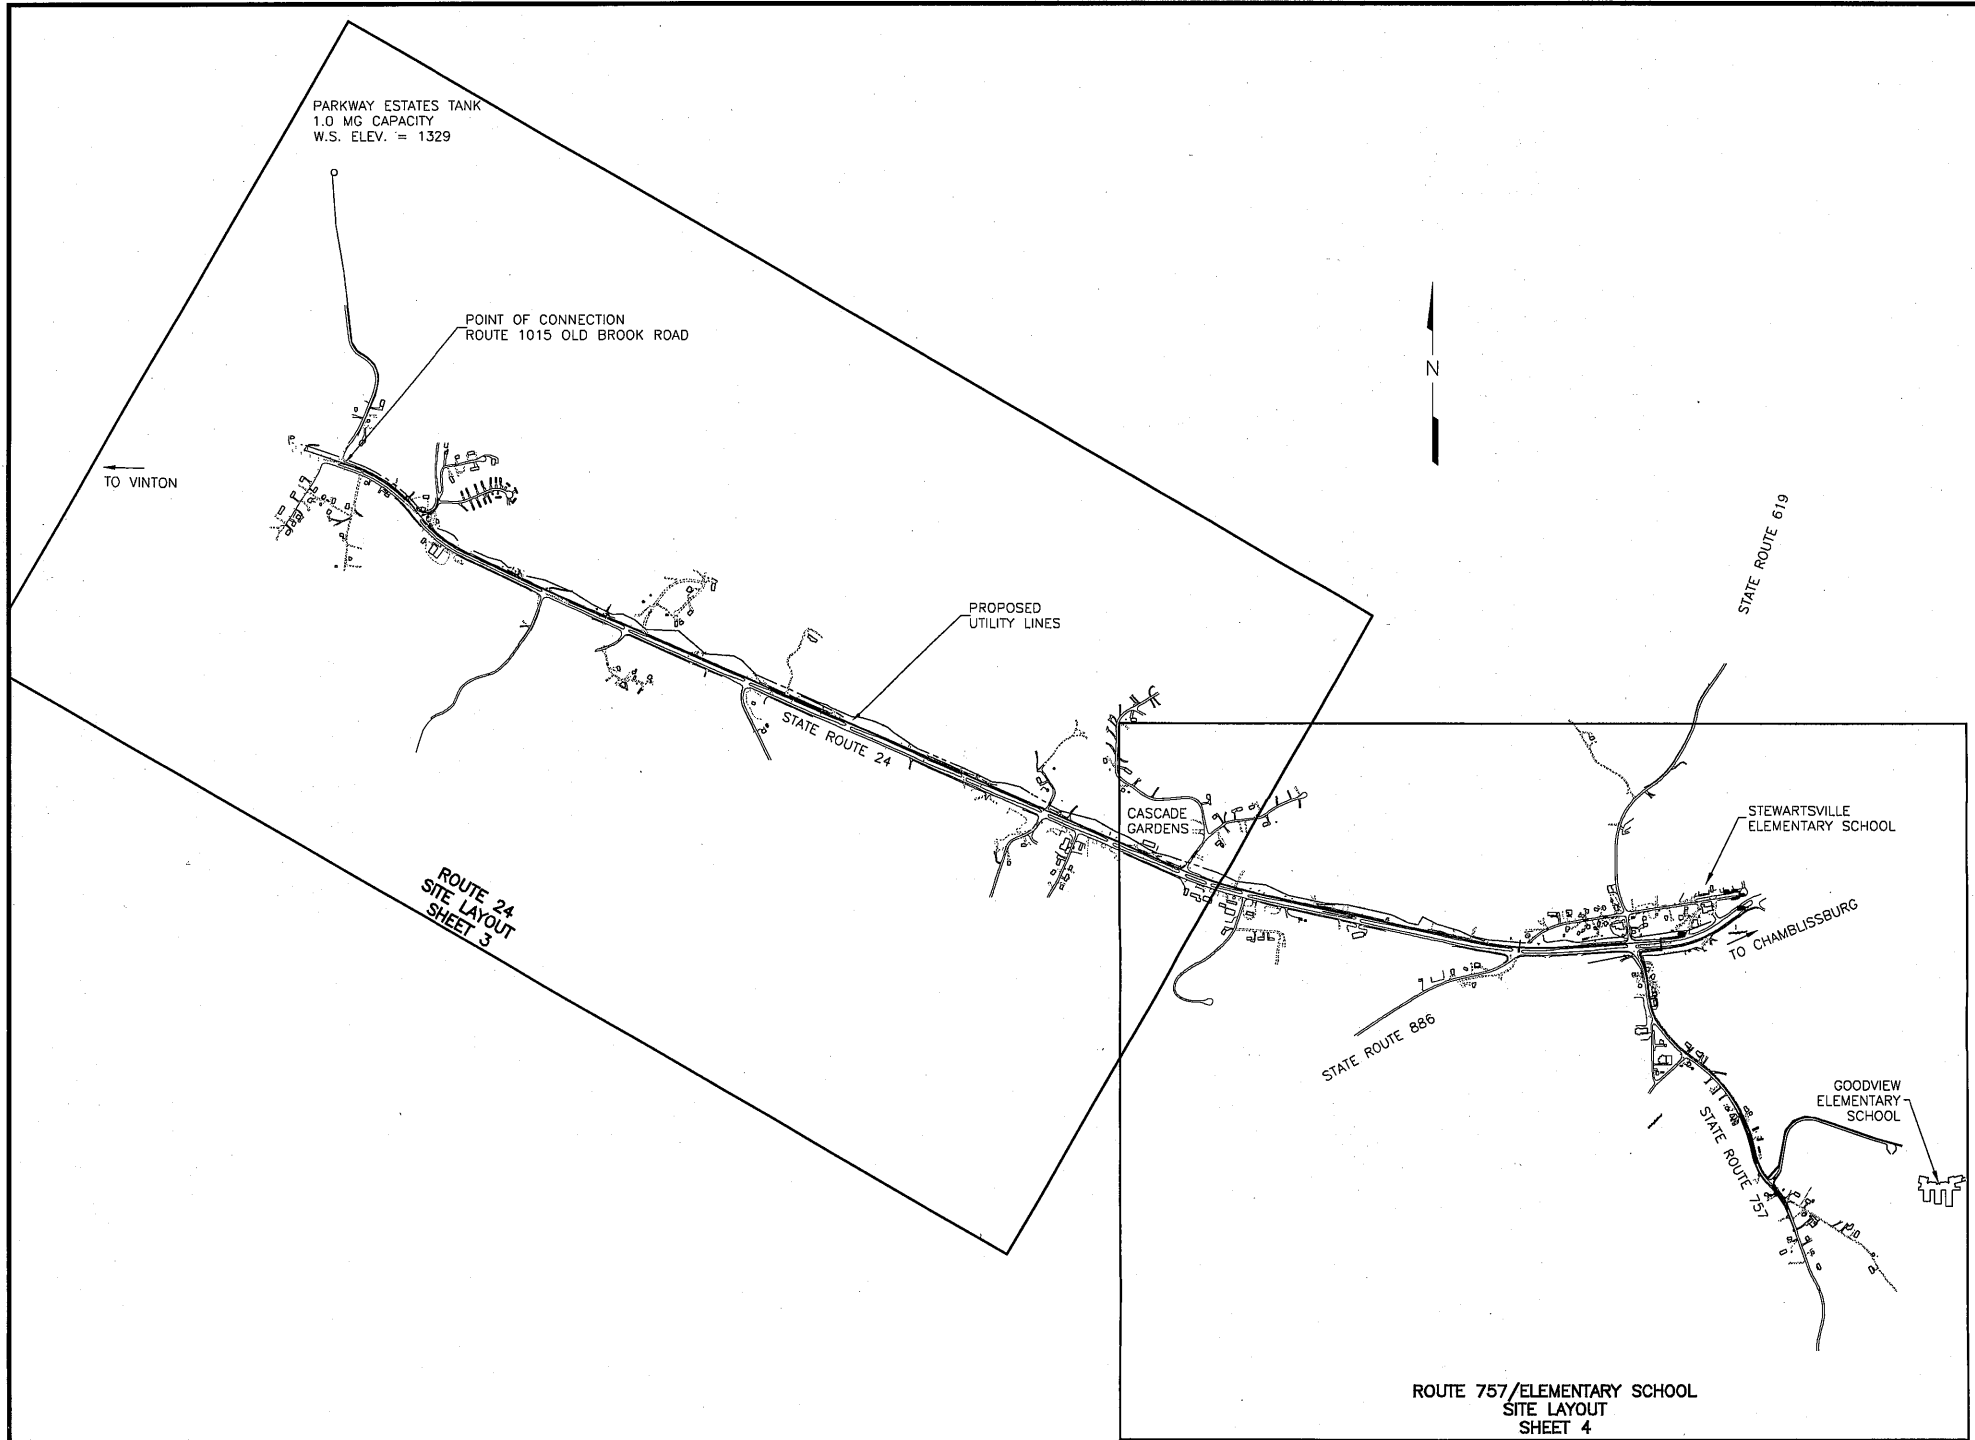 PARKWAY ESTATES TANK
1.0 MG CAPACITY
W.S. ELEV. = 1329
POINT OF CONNECTION
ROUTE 1015 OLD BROOK ROAD
N
TO VINTON
STATE ROUTE 619
PROPOSED
UTILITY LINES
STATE ROUTE 24
CASCADE
GARDENS
STEWARTSVILLE
ELEMENTARY SCHOOL
ROUTE 24
SITE LAYOUT
SHEET 3
TO CHAMBLISSBURG
STATE ROUTE 886
GOODVIEW
ELEMENTARY
SCHOOL
STATE ROUTE 757
ROUTE 757/ELEMENTARY SCHOOL
SITE LAYOUT
SHEET 4